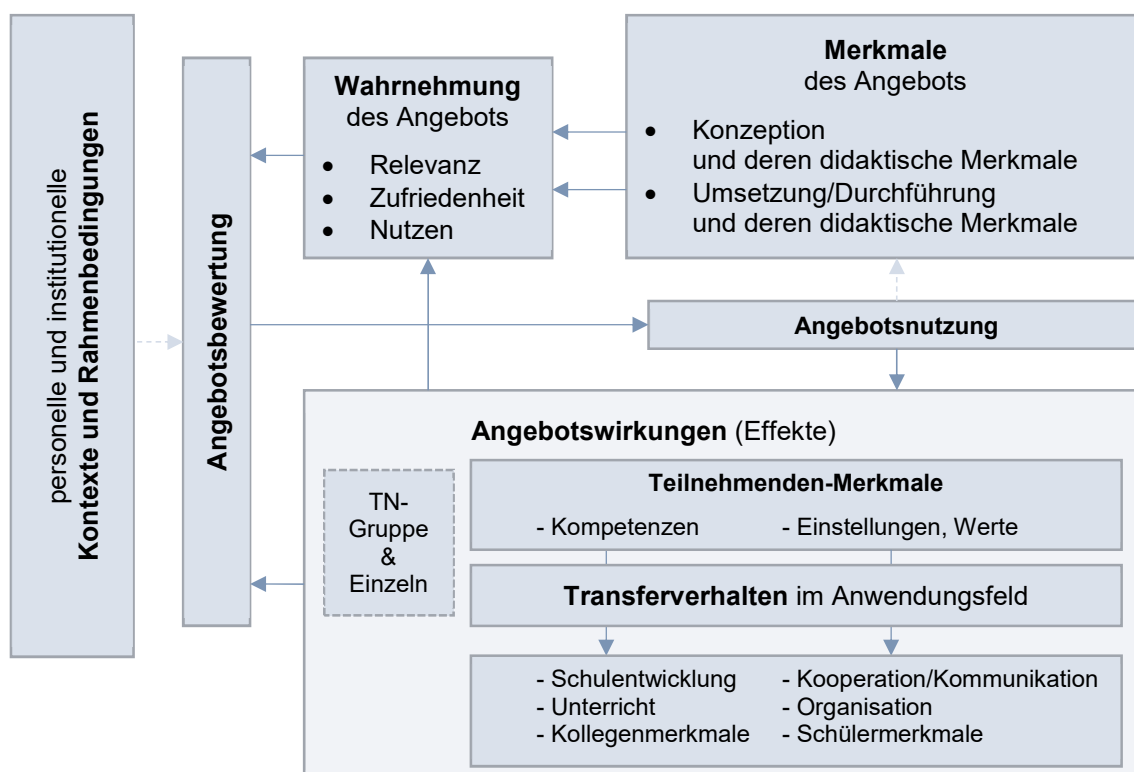 personelle und institutionelle
Kontexte und Rahmenbedingungen
Angebotsbewertung
Wahrnehmung
des Angebots
• Relevanz
• Zufriedenheit
• Nutzen
Merkmale
des Angebots
• Konzeption
und deren didaktische Merkmale
• Umsetzung/Durchführung
und deren didaktische Merkmale
Angebotsnutzung
Angebotswirkungen (Effekte)
TN-
Gruppe
&
Einzeln
Teilnehmenden-Merkmale
- Kompetenzen
- Einstellungen, Werte
Transferverhalten im Anwendungsfeld
- Schulentwicklung
- Unterricht
- Kollegenmerkmale
- Kooperation/Kommunikation
- Organisation
- Schülermerkmale